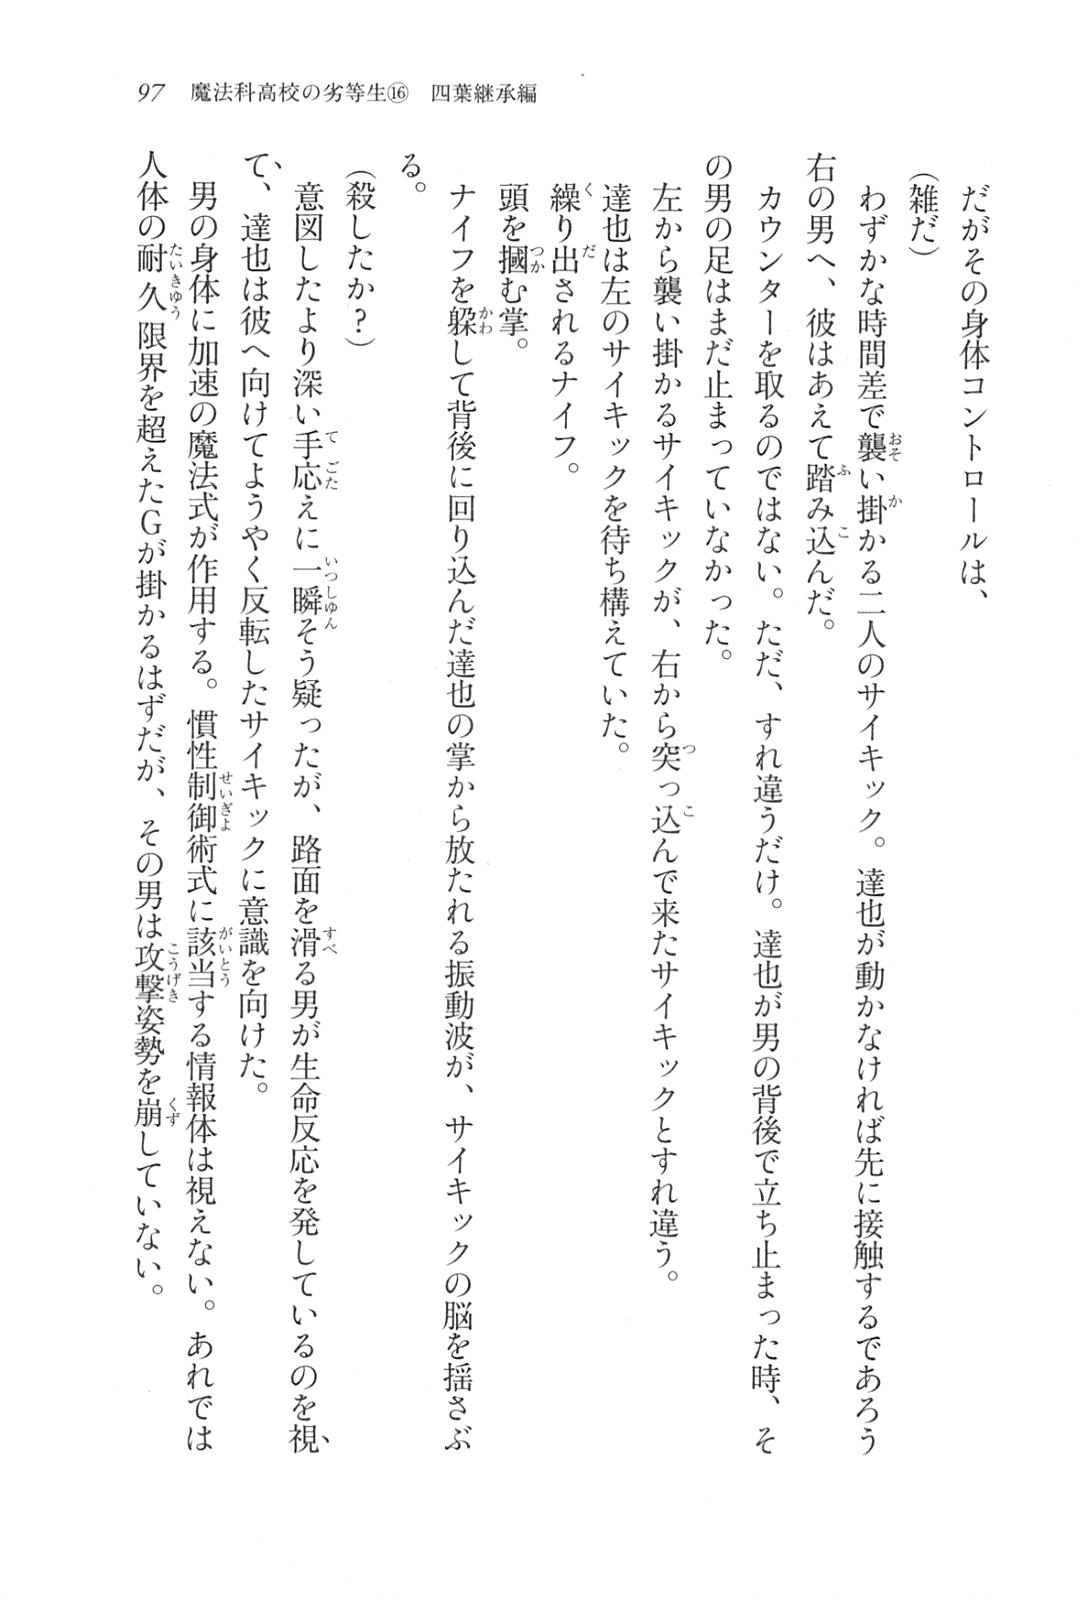 97　魔法科高校の劣等生⑯　四葉継承編
　だがその身体コントロールは、
（雑だ）
　わずかな時間差で襲い掛かる二人のサイキック。達也が動かなければ先に接触するであろう
右の男へ、彼はあえて踏み込んだ。
　カウンターを取るのではない。ただ、すれ違うだけ。達也が男の背後で立ち止まった時、そ
の男の足はまだ止まっていなかった。
　左から襲い掛かるサイキックが、右から突っ込んで来たサイキックとすれ違う。
　達也は左のサイキックを待ち構えていた。
　繰り出されるナイフ。
　頭を摑む掌。
　ナイフを躱して背後に回り込んだ達也の掌から放たれる振動波が、サイキックの脳を揺さぶ
る。
（殺したか？）
　意図したより深い手応えに一瞬そう疑ったが、路面を滑る男が生命反応を発しているのを視
て、達也は彼へ向けてようやく反転したサイキックに意識を向けた。
　男の身体に加速の魔法式が作用する。慣性制御術式に該当する情報体は視えない。あれでは
人体の耐久限界を超えたGが掛かるはずだが、その男は攻撃姿勢を崩していない。